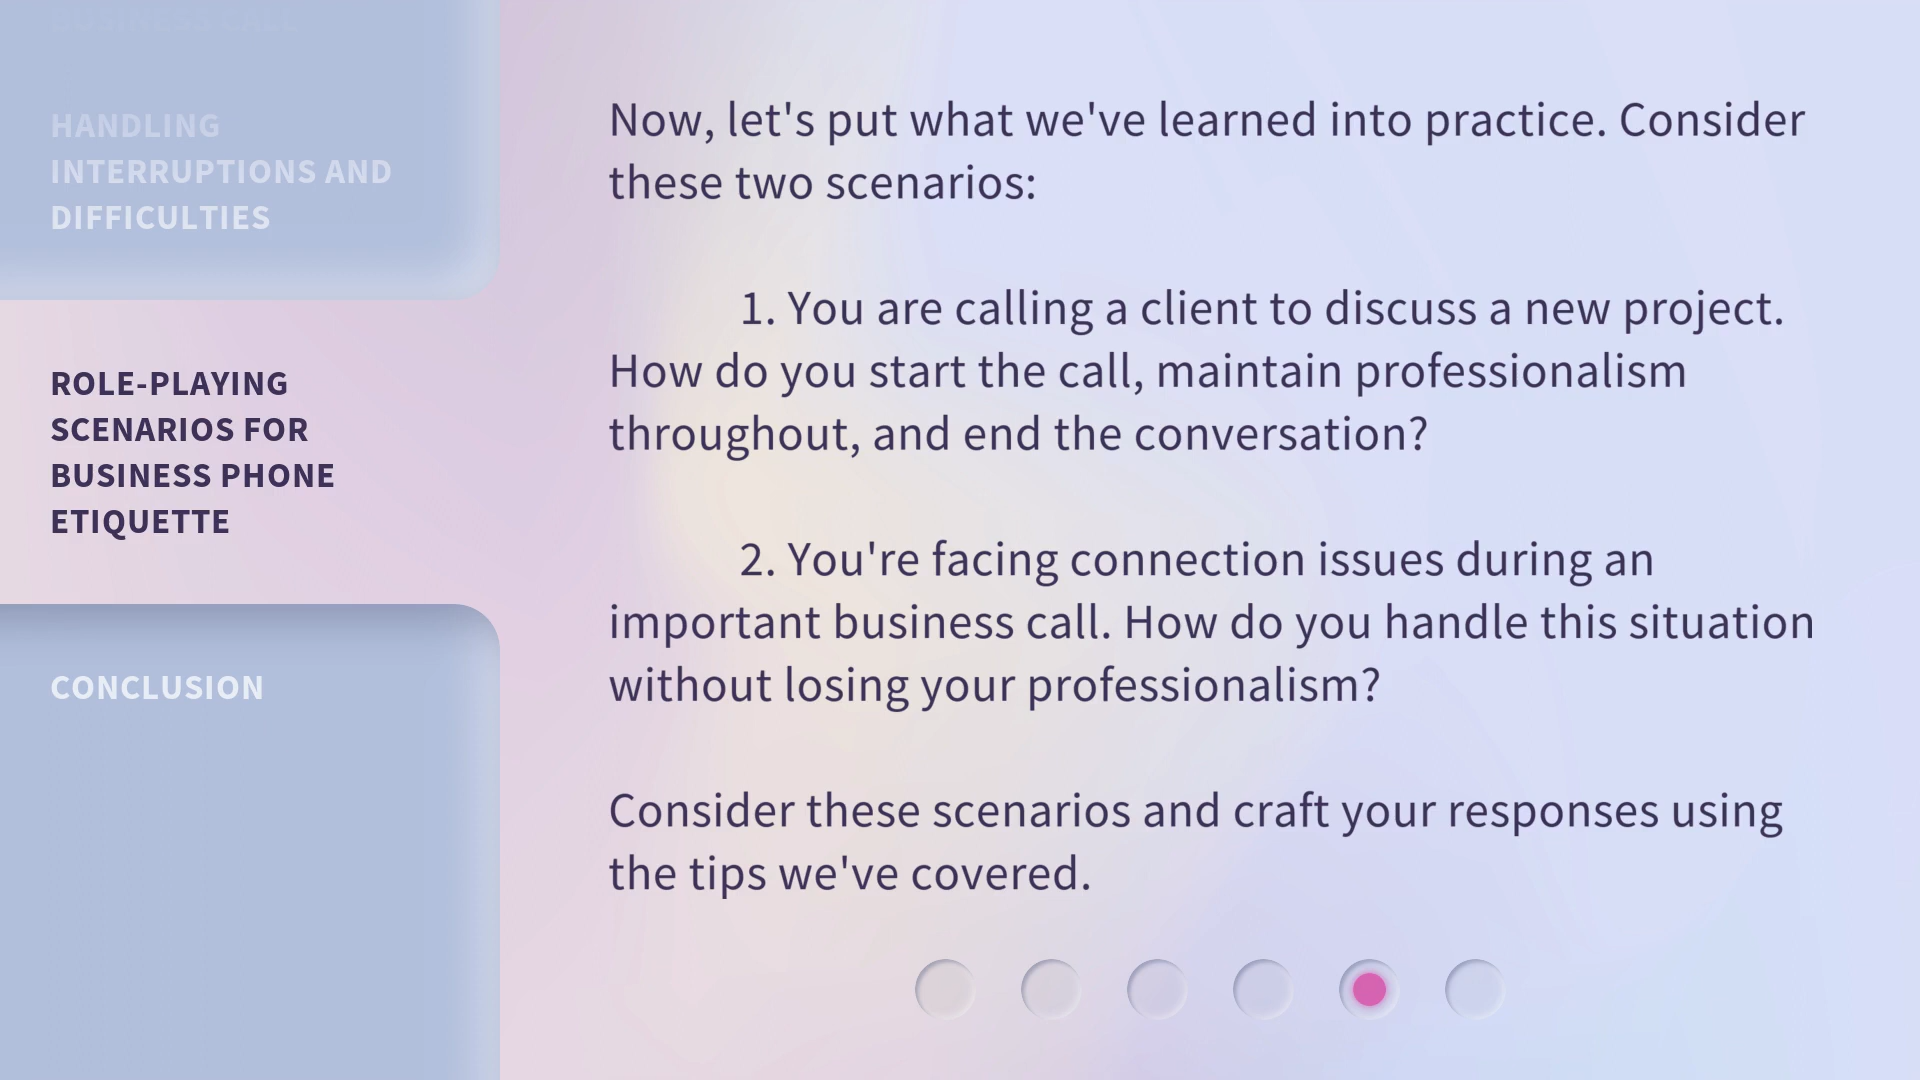 BUSINESS CALL
HANDLING
INTERRUPTIONS AND
DIFFICULTIES
ROLE-PLAYING
SCENARIOS FOR
BUSINESS PHONE
ETIQUETTE
CONCLUSION
Now, let's put what we've learned into practice. Consider
these two scenarios:
1. You are calling a client to discuss a new project.
How do you start the call, maintain professionalism
throughout, and end the conversation?
2. You're facing connection issues during an
important business call. How do you handle this situation
without losing your professionalism?
Consider these scenarios and craft your responses using
the tips we've covered.